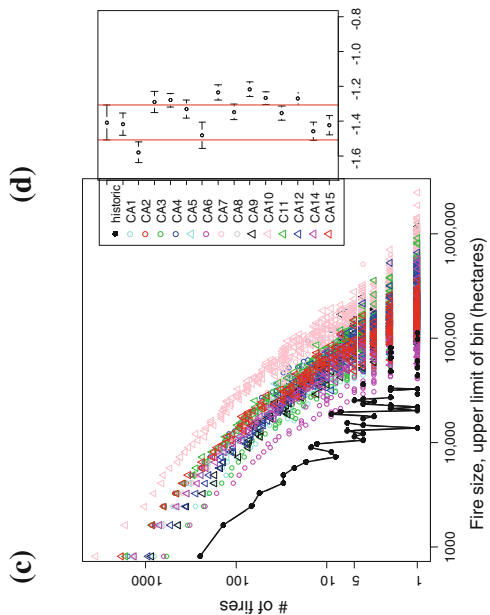 (c)
# of fires
1000
100
10
5
1
1000
10,000
100,000
1,000,000
Fire size, upper limit of bin (hectares)
historic
CA1
CA2
CA3
CA4
CA5
CA6
CA7
CA8
CA9
CA10
C11
CA12
CA14
CA15
(d)
-1.6
-1.4
-1.2
-1.0
-0.8